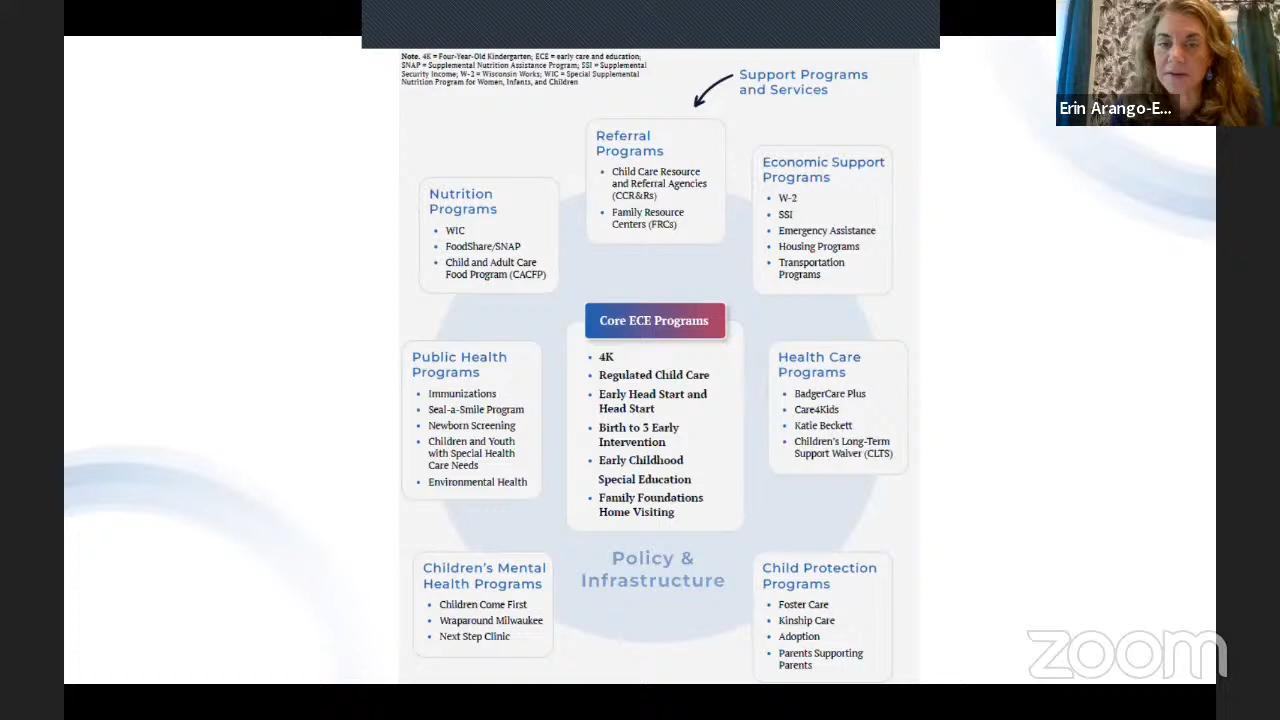 Note. 4K = Four-Year-Old Kindergarten; ECE = early care and education;
SNAP = Supplemental Nutrition Assistance Program; SSI = Supplemental
Security Income; W-2 = Wisconsin Works; WIC = Special Supplemental
Nutrition Program for Women, Infants, and Children
Support Programs
and Services
Erin Arango-E...
Referral
Programs
• Child Care Resource
and Referral Agencies
(CCR&Rs)
• Family Resource
Centers (FRCs)
Economic Support
Programs
• W-2
• SSI
• Emergency Assistance
• Housing Programs
• Transportation
Programs
Nutrition
Programs
• WIC
• FoodShare/SNAP
• Child and Adult Care
Food Program (CACFP)
Core ECE Programs
• 4K
• Regulated Child Care
• Early Head Start and
Head Start
• Birth to 3 Early
Intervention
• Early Childhood
Special Education
• Family Foundations
Home Visiting
Public Health
Programs
• Immunizations
• Seal-a-Smile Program
• Newborn Screening
• Children and Youth
with Special Health
Care Needs
• Environmental Health
Health Care
Programs
• BadgerCare Plus
• Care4Kids
• Katie Beckett
• Children's Long-Term
Support Waiver (CLTS)
Policy &
Infrastructure
Children's Mental
Health Programs
• Children Come First
• Wraparound Milwaukee
• Next Step Clinic
Child Protection
Programs
• Foster Care
• Kinship Care
• Adoption
• Parents Supporting
Parents
zoom